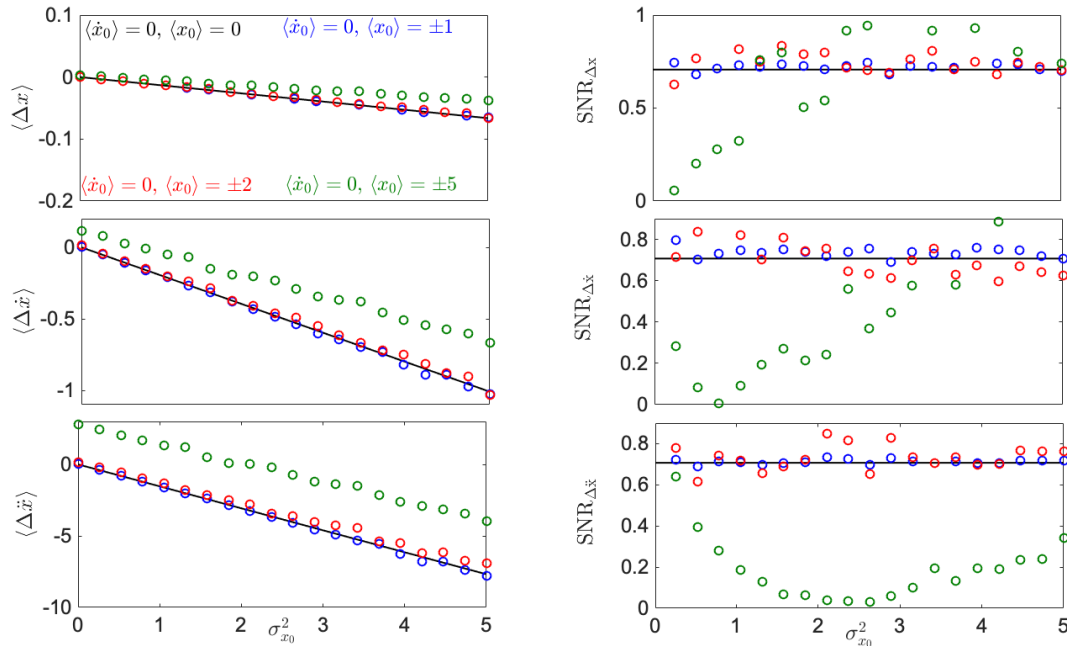 0.1
0
-0.1
-0.2
⟨Δx⟩
⟨ẋ₀⟩ = 0, ⟨x₀⟩ = 0
⟨ẋ₀⟩ = 0, ⟨x₀⟩ = ±1
⟨ẋ₀⟩ = 0, ⟨x₀⟩ = ±2
⟨ẋ₀⟩ = 0, ⟨x₀⟩ = ±5
1
0.5
0
SNR_Δx
0
-0.5
-1
⟨Δẋ⟩
0.8
0.6
0.4
0.2
0
SNR_Δẋ
0
-5
-10
⟨Δẍ⟩
0 1 2 3 4 5
σ²ₓ₀
0.8
0.6
0.4
0.2
0
SNR_Δẍ
0 1 2 3 4 5
σ²ₓ₀